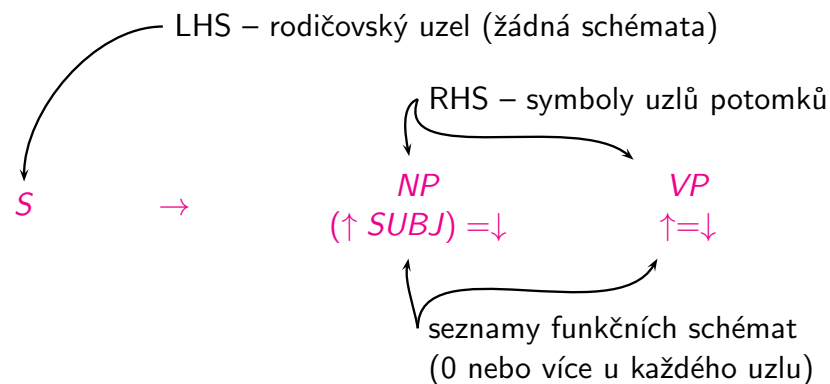 LHS – rodičovský uzel (žádná schémata)
RHS – symboly uzlů potomků
S → NP VP
(↑ SUBJ) =↓ ↑=↓
seznamy funkčních schémat
(0 nebo více u každého uzlu)